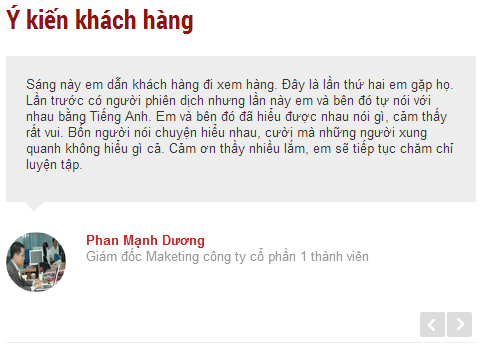 Ý kiến khách hàng
Sáng này em dẫn khách hàng đi xem hàng. Đây là lần thứ hai em gặp họ.
Lần trước có người phiên dịch nhưng lần này em và bên đó tự nói với
nhau bằng Tiếng Anh. Em và bên đó đã hiểu được nhau nói gì, cảm thấy
rất vui. Bốn người nói chuyện hiểu nhau, cười mà những người xung
quanh không hiểu gì cả. Cảm ơn thầy nhiều lắm, em sẽ tiếp tục chăm chỉ
luyện tập.
Phan Mạnh Dương
Giám đốc Maketing công ty cổ phần 1 thành viên